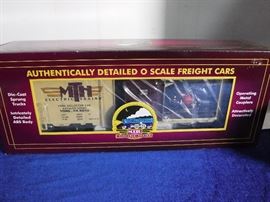 AUTHENTICALLY DETAILED O SCALE FREIGHT CARS
Die-Cast
Sprung
Trucks
Intricately
Detailed
ABS Body
MTH
ELECTRIC TRAINS
Operating
Metal
Couplers
Attractively
Decorated
M.T.H.